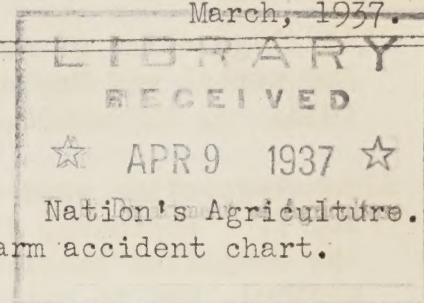 March, 1937.
LIBRARY
RECEIVED
☆ APR 9 1937 ☆
Nation's Agriculture.
arm accident chart.